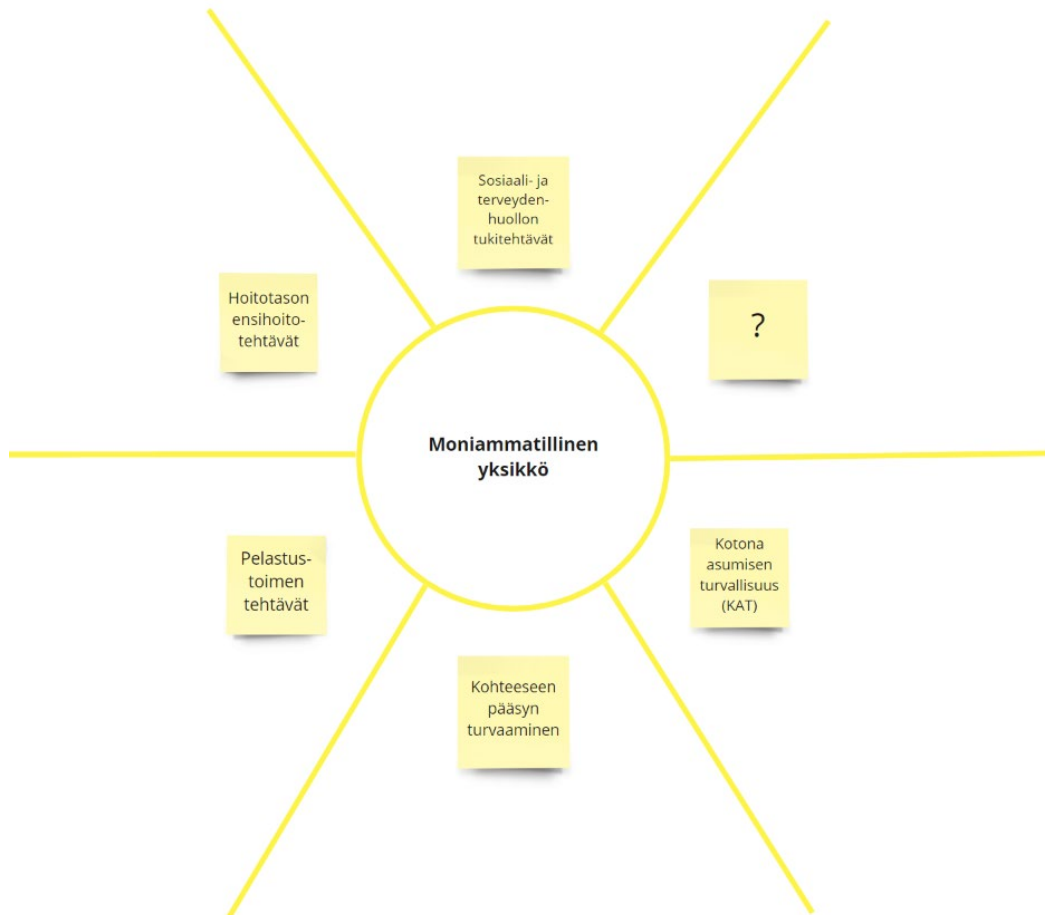 Sosiaali- ja
terveyden-
huollon
tukitehtävät
Hoitotason
ensihoito-
tehtävät
?
Moniammatillinen
yksikkö
Pelastus-
toimen
tehtävät
Kotona
asumisen
turvallisuus
(KAT)
Kohteeseen
pääsyn
turvaaminen